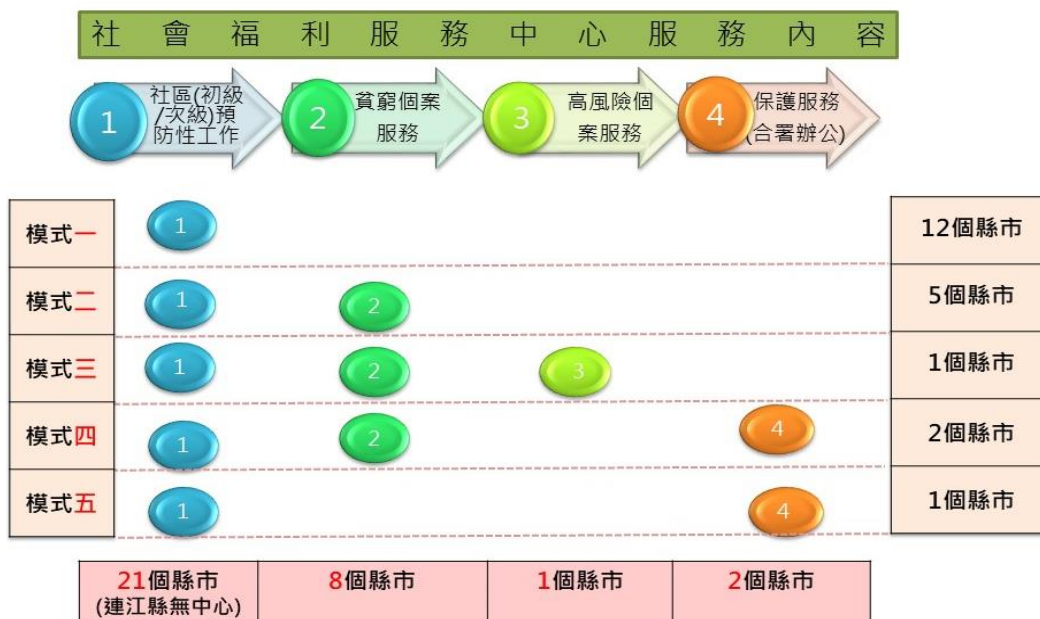 社會福利服務中心服務內容
1
社區(初級
/次級)預
防性工作
2
貧窮個案
服務
3
高風險個
案服務
4
保護服務
(合署辦公)
模式一
1
12個縣市
模式二
1
2
5個縣市
模式三
1
2
3
1個縣市
模式四
1
2
4
2個縣市
模式五
1
4
1個縣市
21個縣市
(連江縣無中心)
8個縣市
1個縣市
2個縣市